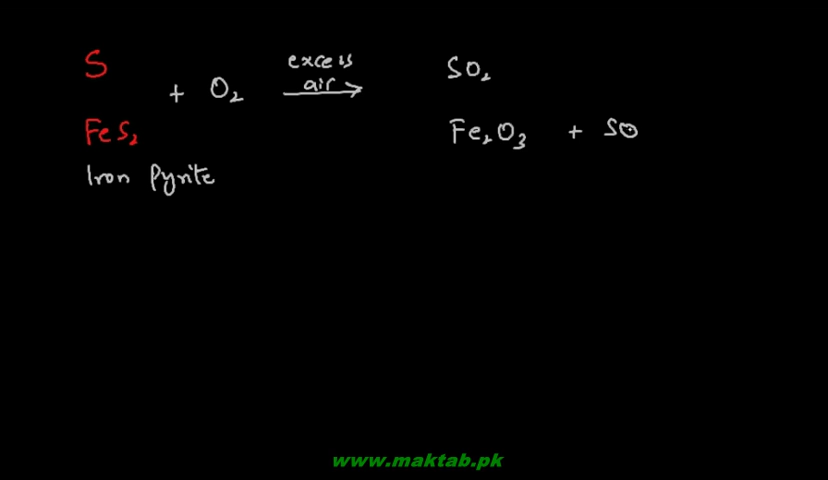 S
+ O₂ excess air → SO₂
FeS₂ Fe₂O₃ + SO
Iron Pyrite
www.maktab.pk